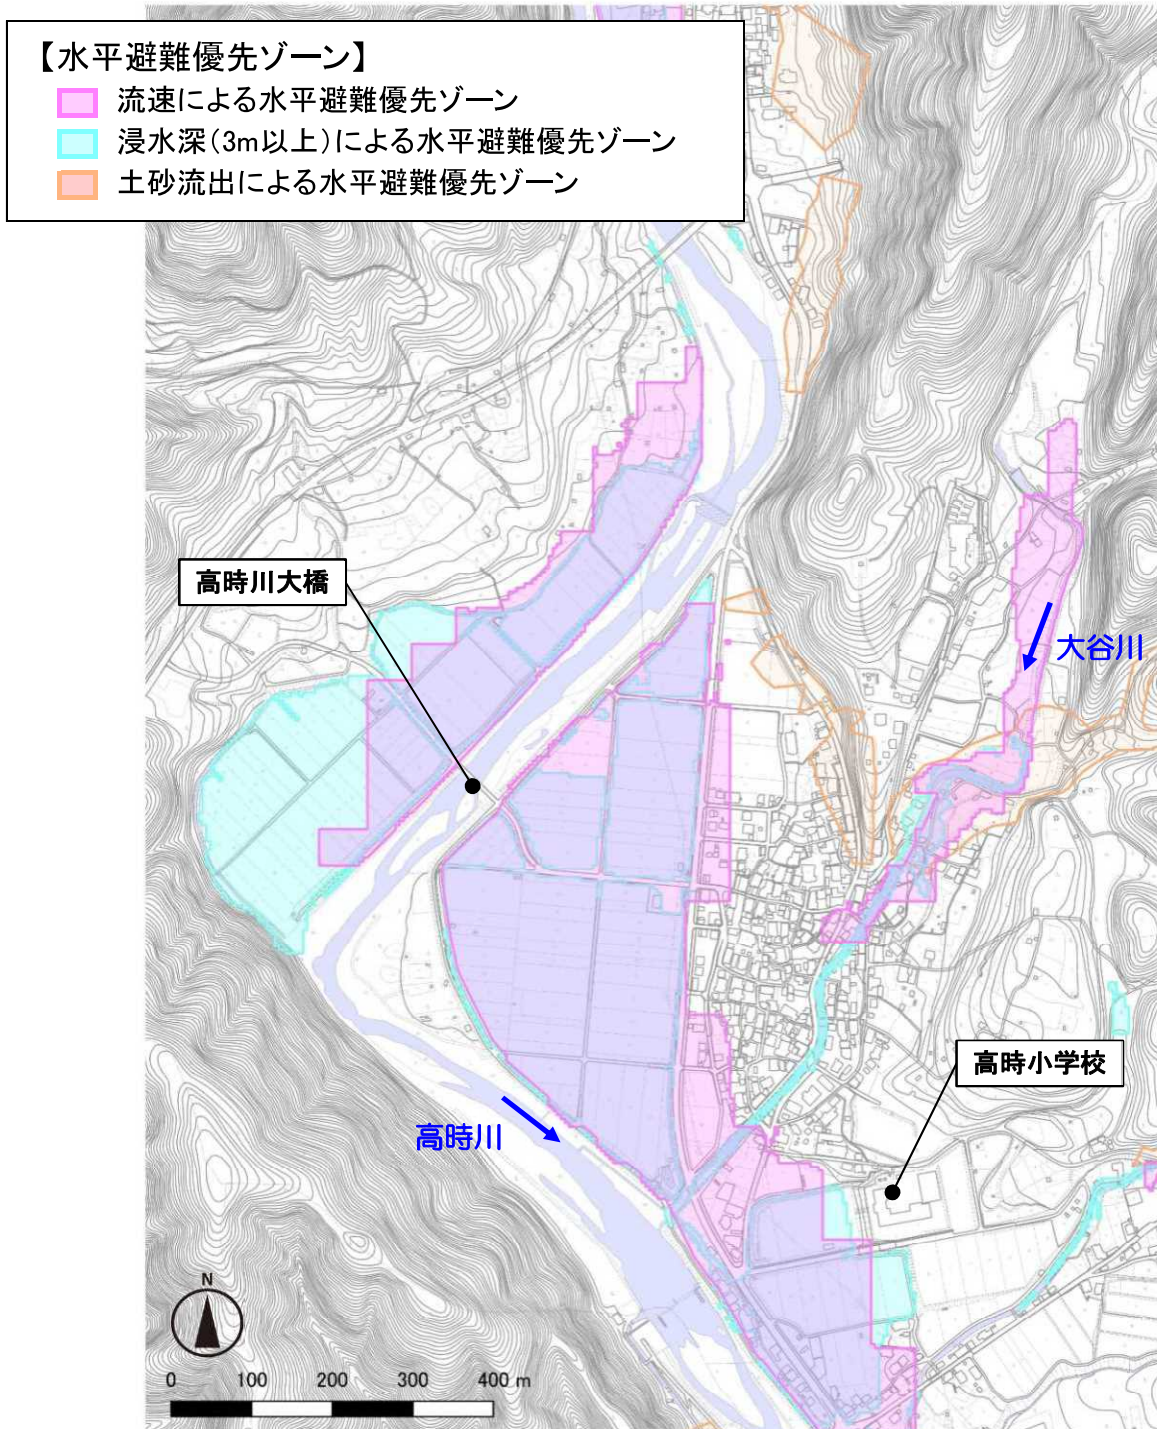 【水平避難優先ゾーン】
流速による水平避難優先ゾーン
浸水深(3m以上)による水平避難優先ゾーン
土砂流出による水平避難優先ゾーン
高時川大橋
大谷川
高時小学校
高時川
N
0 100 200 300 400 m